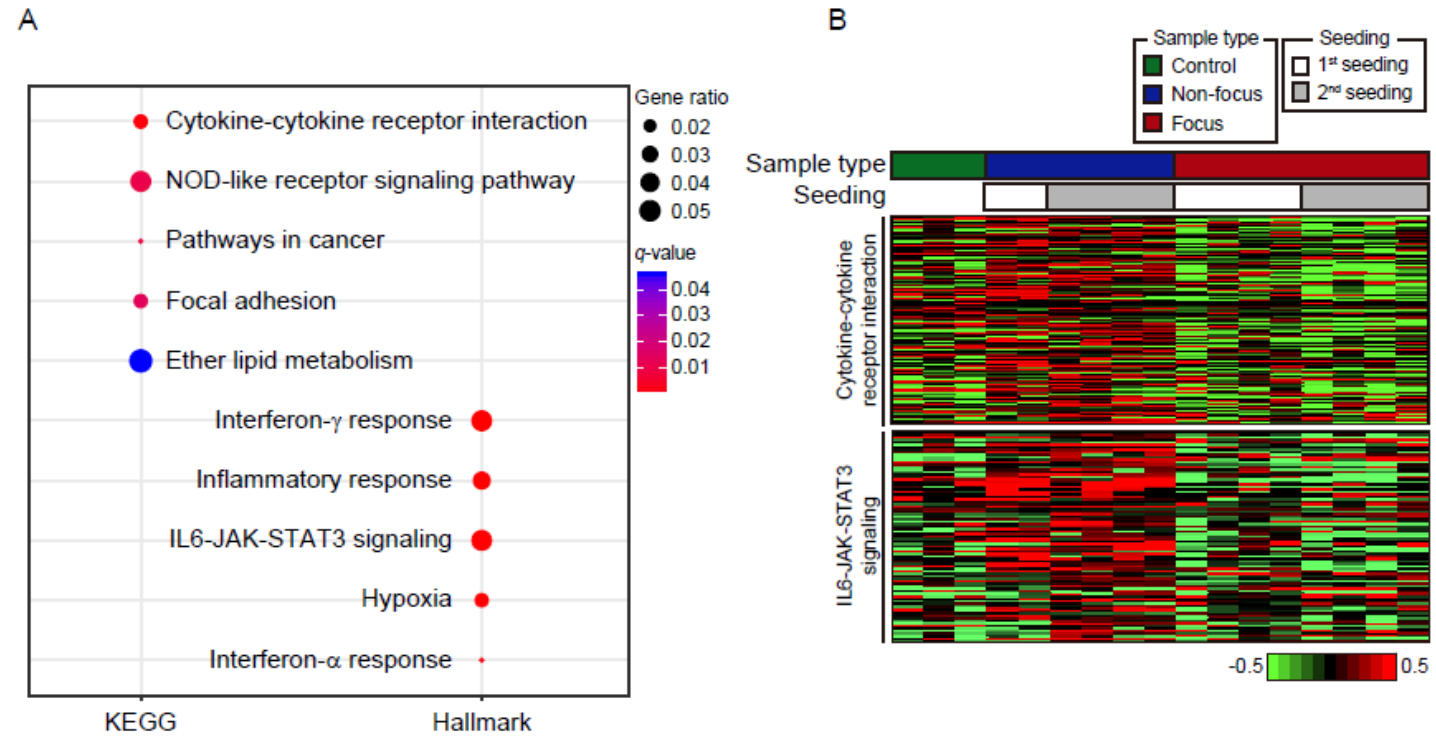 A
Cytokine-cytokine receptor interaction
NOD-like receptor signaling pathway
Pathways in cancer
Focal adhesion
Ether lipid metabolism
Interferon-γ response
Inflammatory response
IL6-JAK-STAT3 signaling
Hypoxia
Interferon-α response
KEGG
Hallmark
Gene ratio
0.02
0.03
0.04
0.05
q-value
0.04
0.03
0.02
0.01
B
Sample type
Control
Non-focus
Focus
Seeding
1st seeding
2nd seeding
Sample type
Seeding
Cytokine-cytokine
receptor interaction
IL6-JAK-STAT3
signaling
-0.5
0.5